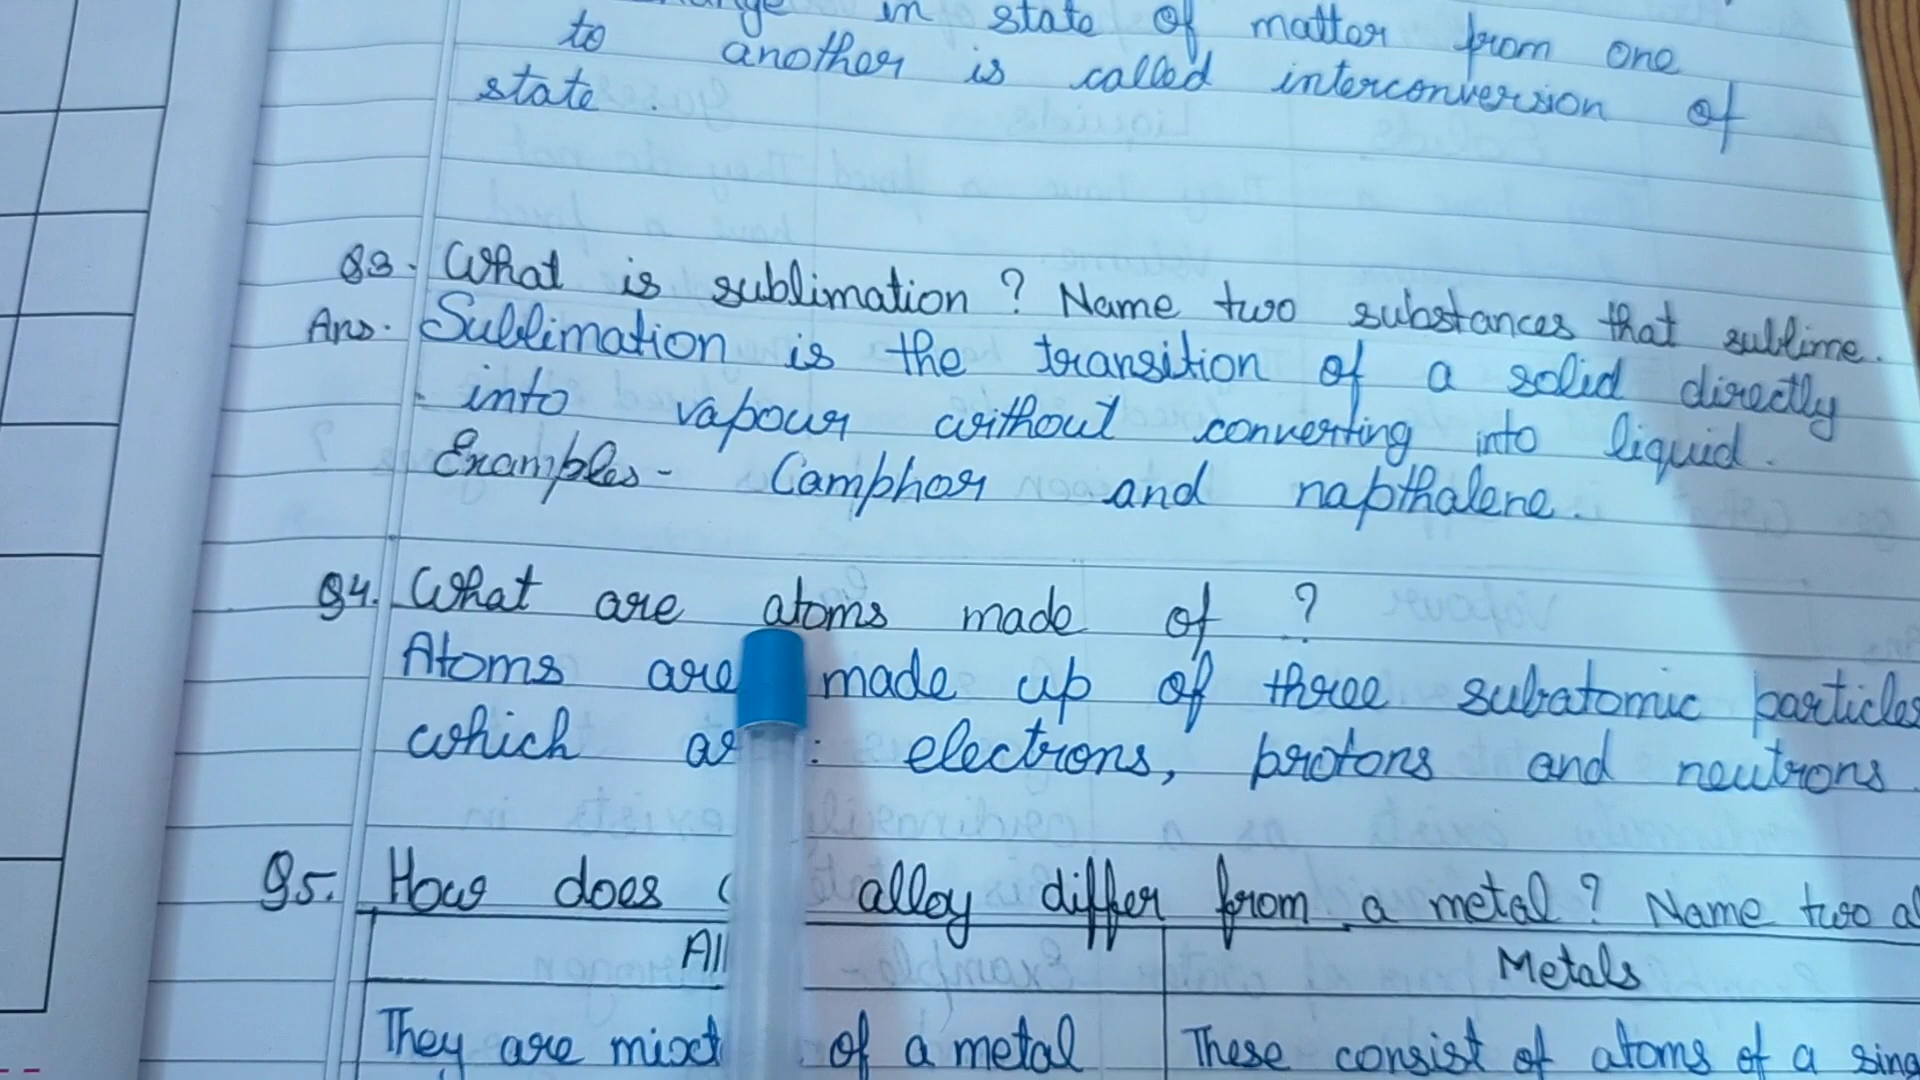 in state of matter from one
to another is called interconversion of
state.
Q3. What is sublimation ? Name two substances that sublime.
Ans. Sublimation is the transition of a solid directly
into vapour without converting into liquid.
Examples - Camphor and napthalene.
Q4. What are atoms made of ?
Atoms are made up of three subatomic particles
which : electrons, protons and neutrons.
Q5. How does alloy differ from a metal ? Name two
Metals
They are of a metal
These consist of atoms of a